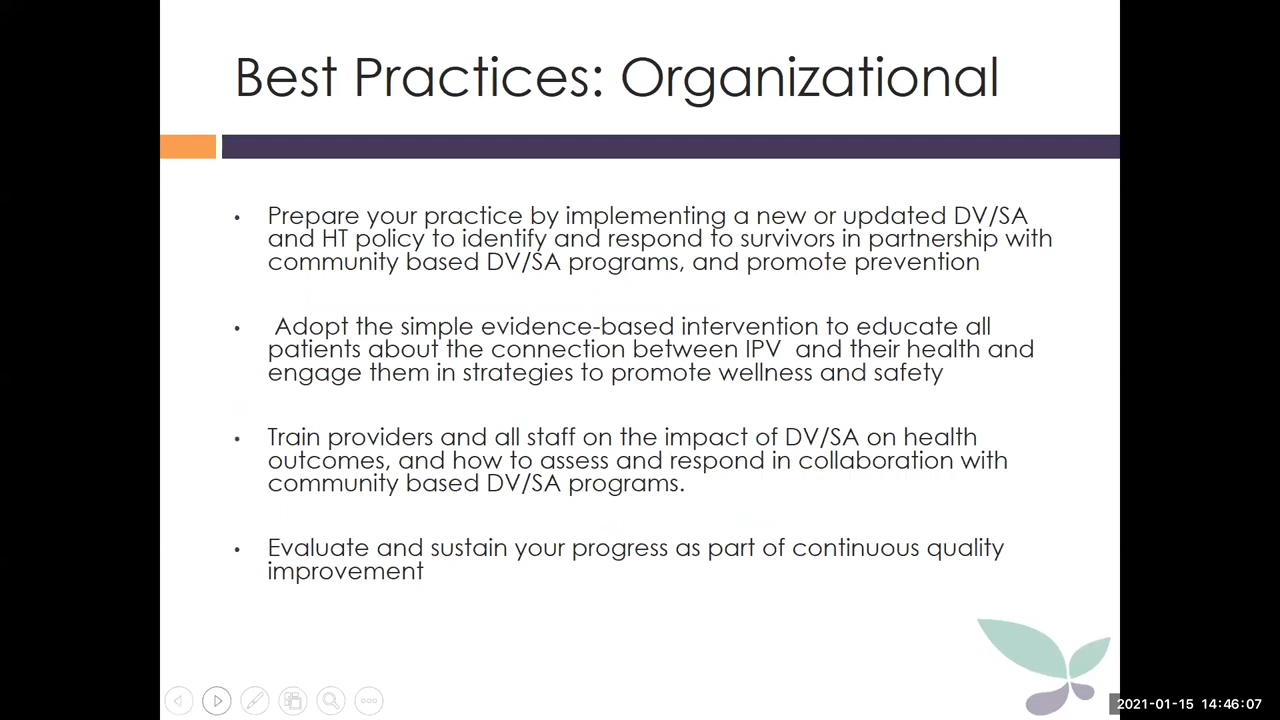 Best Practices: Organizational
• Prepare your practice by implementing a new or updated DV/SA
and HT policy to identify and respond to survivors in partnership with
community based DV/SA programs, and promote prevention
• Adopt the simple evidence-based intervention to educate all
patients about the connection between IPV and their health and
engage them in strategies to promote wellness and safety
• Train providers and all staff on the impact of DV/SA on health
outcomes, and how to assess and respond in collaboration with
community based DV/SA programs.
• Evaluate and sustain your progress as part of continuous quality
improvement
2021-01-15 14:46:07